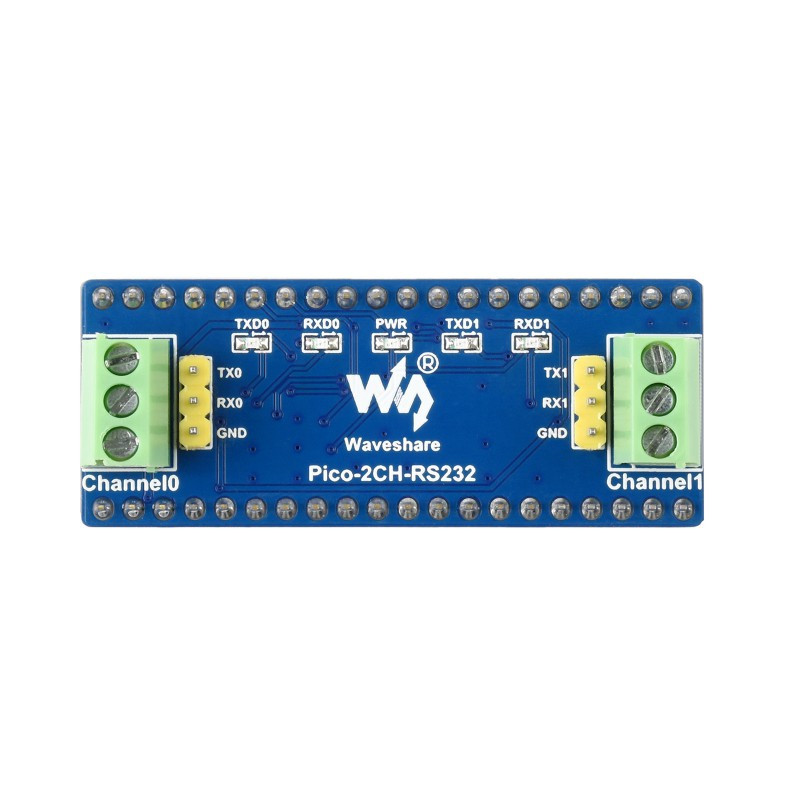 TXD0 RXD0 PWR TXD1 RXD1
TX0
RX0
GND
TX1
RX1
GND
®
Waveshare
Pico-2CH-RS232
Channel0
Channel1